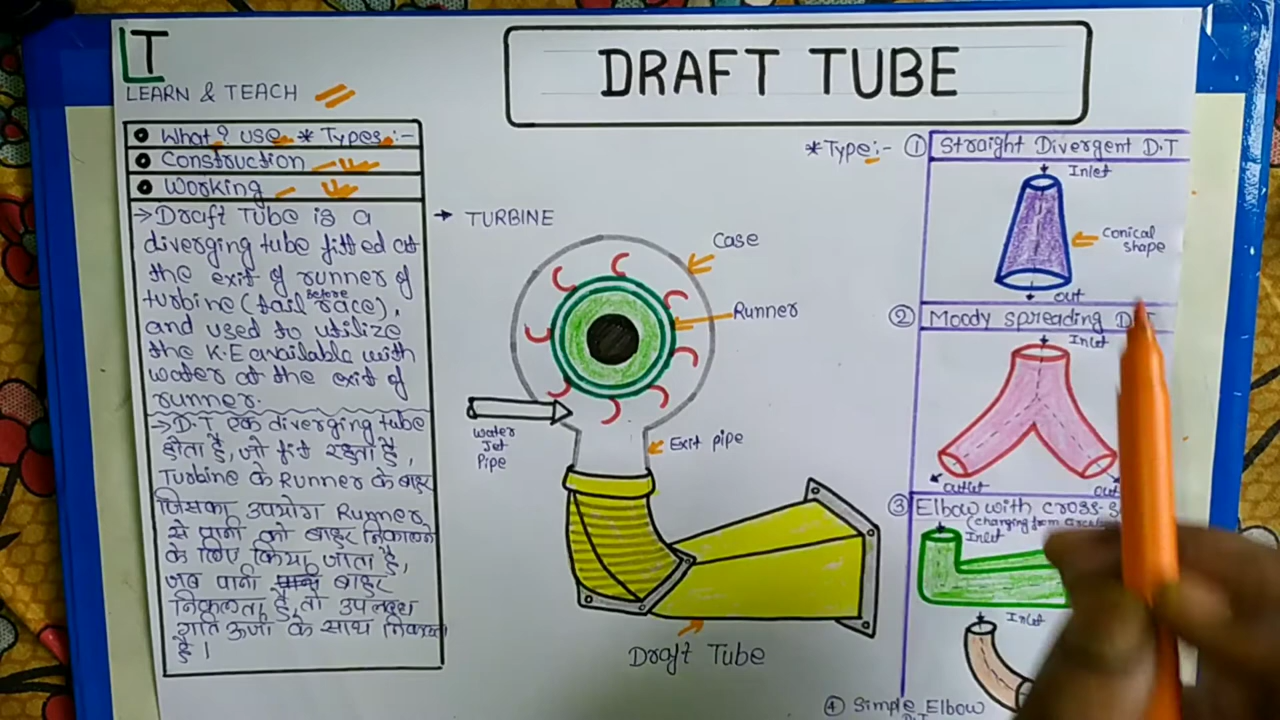 LT
LEARN & TEACH
DRAFT TUBE
What? Use * Types :-
Construction
Working
→ Draft Tube is a
diverging tube fitted at
the exit of runner of
turbine (tail before race),
and used to utilize
the K.E available with
water at the exit of
runner.
→ D.T एक diverging tube
होता है, जो fit रहता है,
Turbine के Runner के बाहर
जिसका उपयोग Runner
से पानी को बाहर निकालने
के लिए किया जाता है,
जब पानी बाहर
निकलता है, तो उपलब्ध
गति ऊर्जा के साथ
है।
→ TURBINE
Case
Runner
Water
Jet
Pipe
Exit pipe
Draft Tube
* Type :- ① Straight Divergent D.T
Inlet
Conical
shape
out
② Moody spreading D.T
Inlet
outlet
out
③ Elbow with cross-s
(changing from
Inlet
Inlet
④ Simple Elbow
D.T